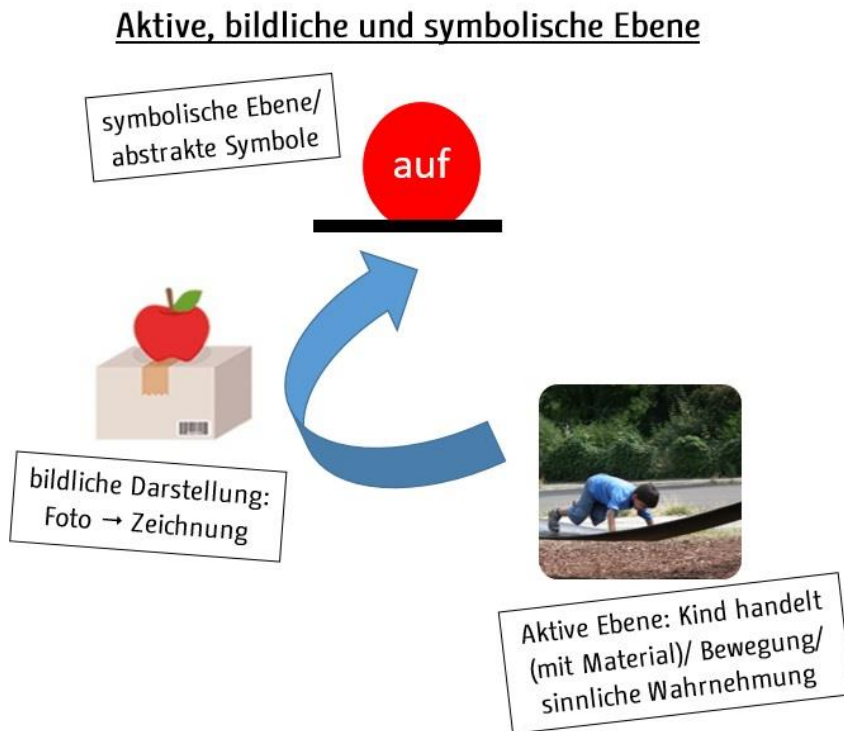 Aktive, bildliche und symbolische Ebene
symbolische Ebene/
abstrakte Symbole
auf
bildliche Darstellung:
Foto → Zeichnung
Aktive Ebene: Kind handelt
(mit Material)/ Bewegung/
sinnliche Wahrnehmung